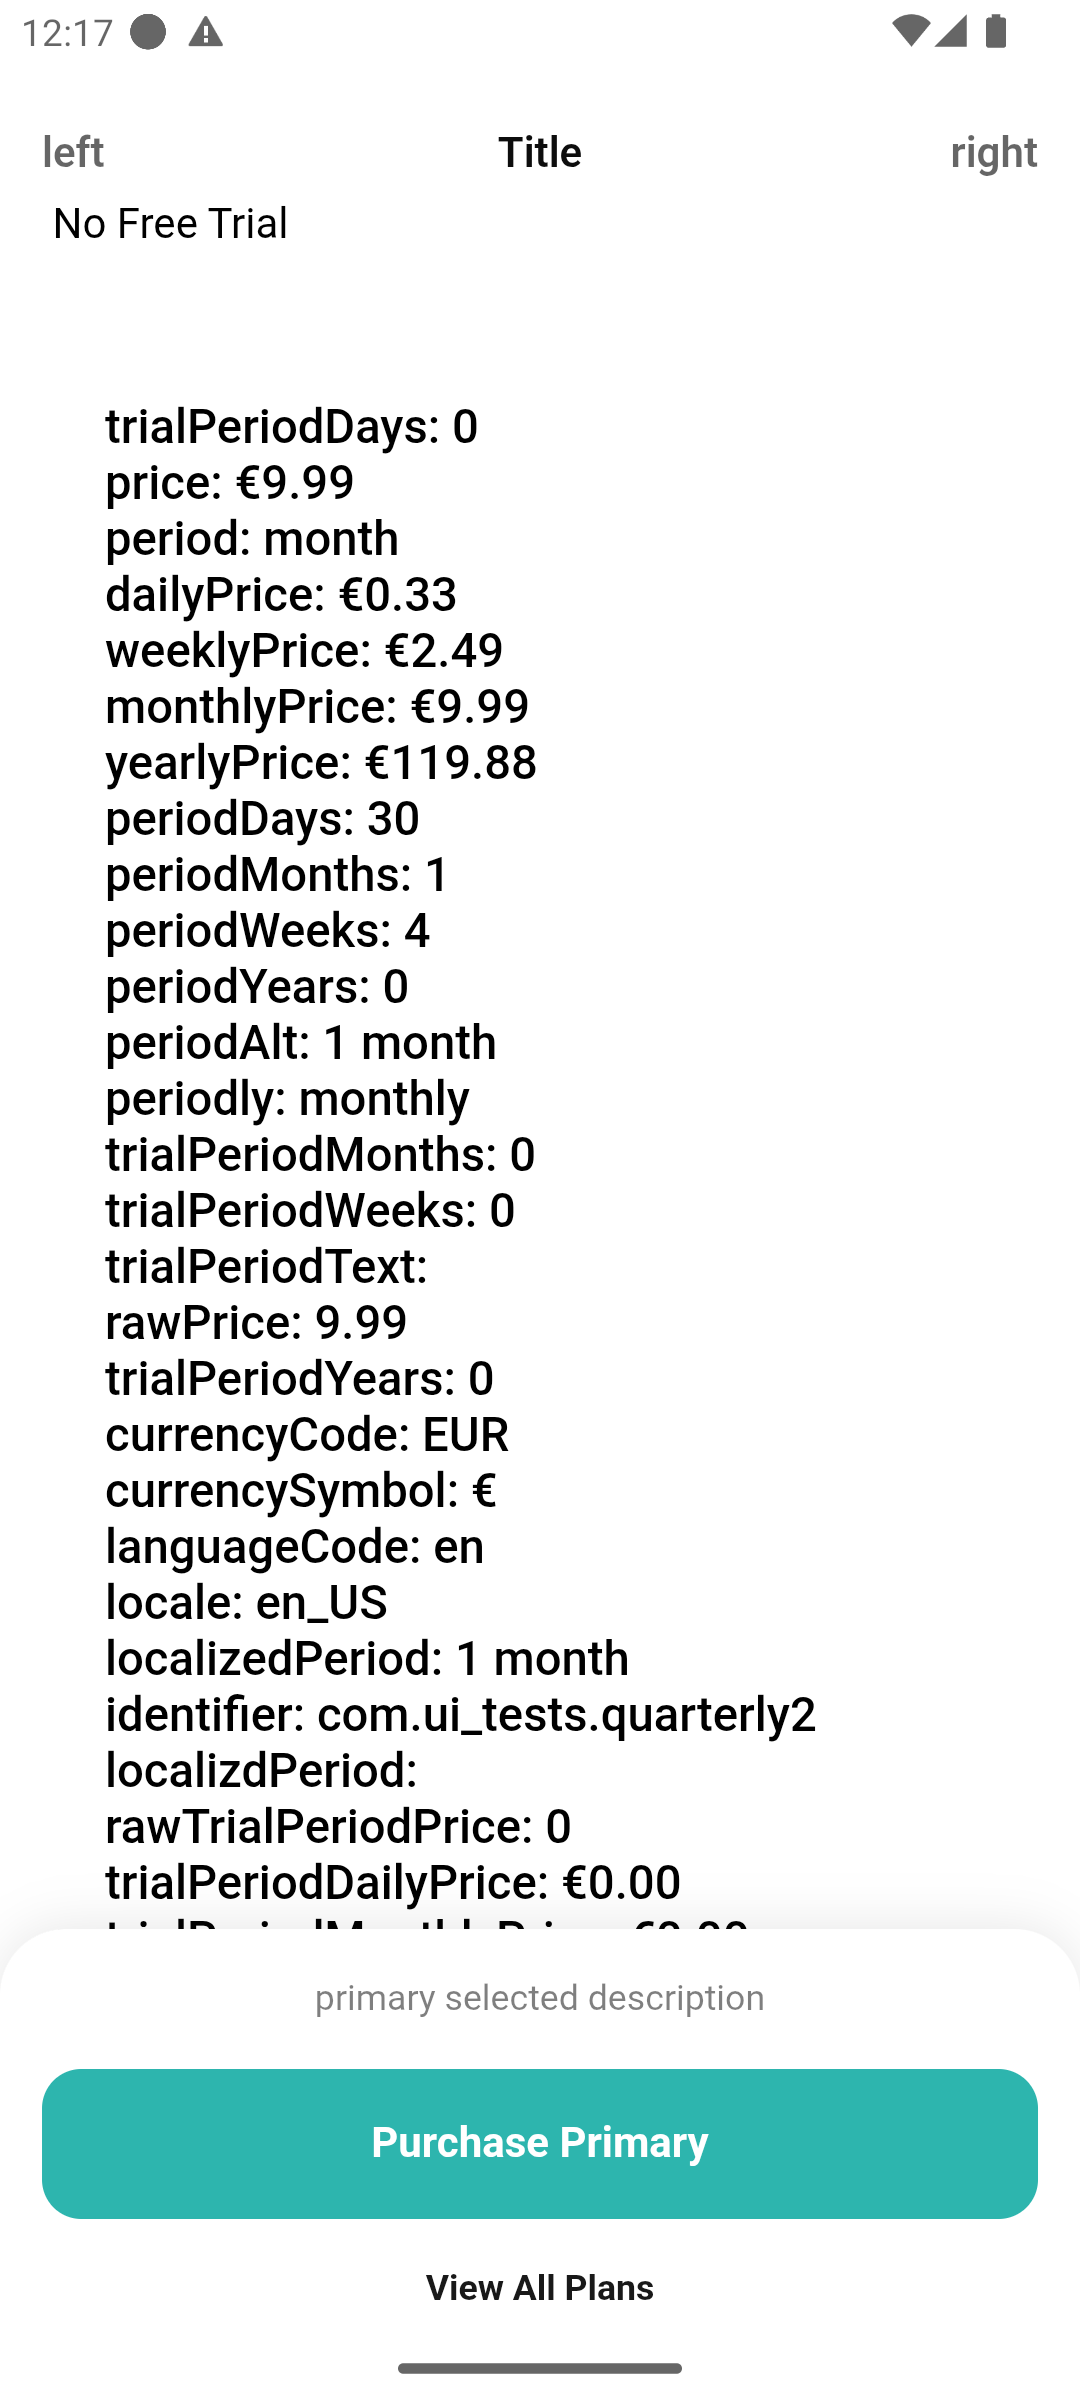 12:17
left
Title
right
No Free Trial
trialPeriodDays: 0
price: €9.99
period: month
dailyPrice: €0.33
weeklyPrice: €2.49
monthlyPrice: €9.99
yearlyPrice: €119.88
periodDays: 30
periodMonths: 1
periodWeeks: 4
periodYears: 0
periodAlt: 1 month
periodly: monthly
trialPeriodMonths: 0
trialPeriodWeeks: 0
trialPeriodText:
rawPrice: 9.99
trialPeriodYears: 0
currencyCode: EUR
currencySymbol: €
languageCode: en
locale: en_US
localizedPeriod: 1 month
identifier: com.ui_tests.quarterly2
localizdPeriod:
rawTrialPeriodPrice: 0
trialPeriodDailyPrice: €0.00
primary selected description
Purchase Primary
View All Plans